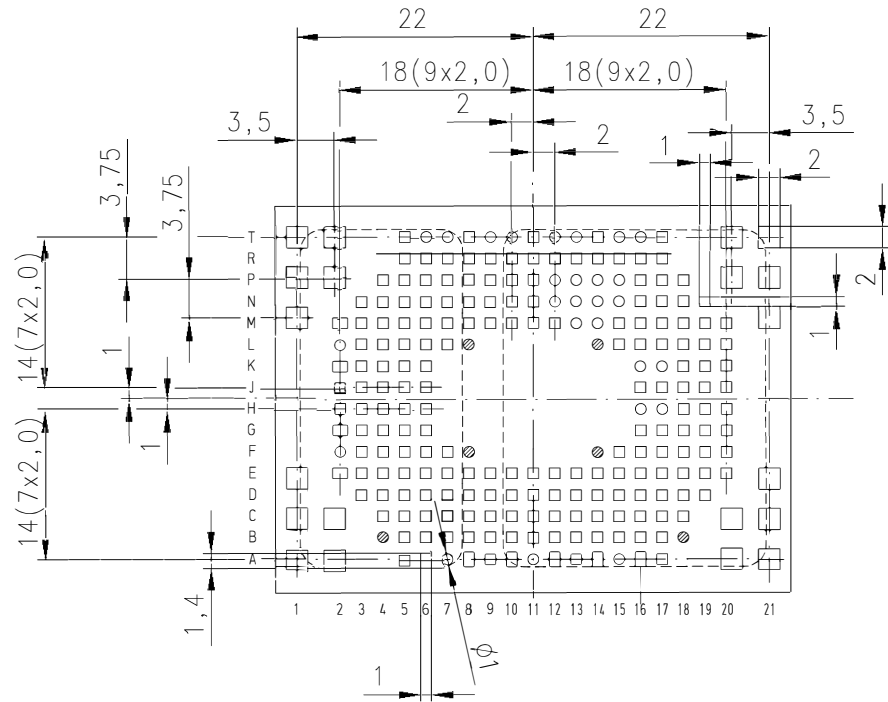 22
22
18(9x2,0)
18(9x2,0)
2
3,5
3,5
2
1
2
3,75
3,75
2
T
R
P
N
M
L
K
J
H
G
F
E
D
C
B
A
14(7x2,0)
1
1
1
14(7x2,0)
1,4
1 2 3 4 5 6 7 8 9 10 11 12 13 14 15 16 17 18 19 20 21
1
ϕ1